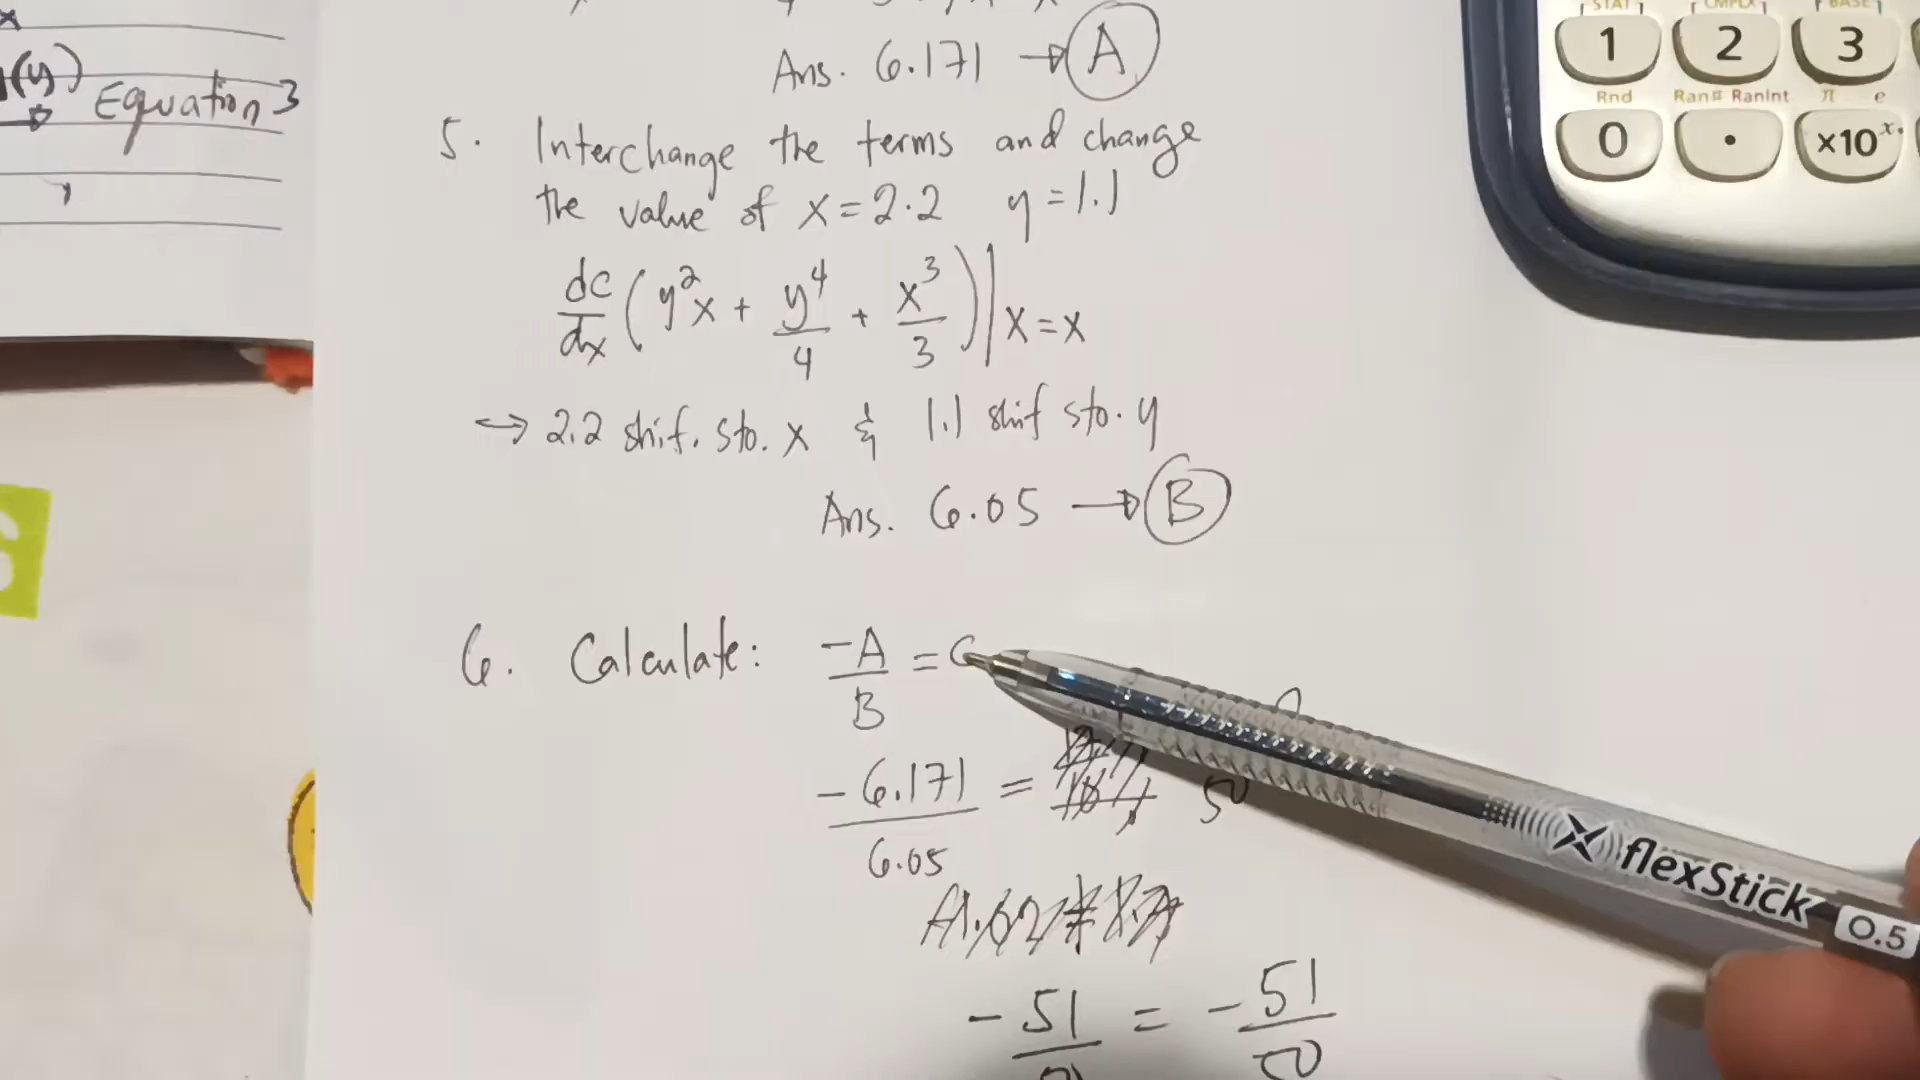 Ans. 6.171 → A
(y) Equation 3
5. Interchange the terms and change
the value of x = 2.2 y = 1.1
dc/dx (y²x + y⁴/4 + x³/3)|x = x
↔ 2.2 shif. sto. x & 1.1 shif sto. y
Ans. 6.05 → B
6. Calculate: -A/B =
-6.171/6.05 =
50
-51 = -51/50
STAT CMPLX BASE
1 2 3
Rnd Ran# RanInt π e
0 . ×10ˣ
flexStick 0.5